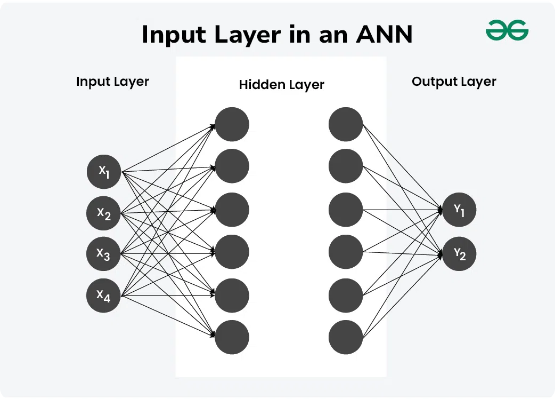 Input Layer in an ANN
Input Layer
Hidden Layer
Output Layer
X1
X2
X3
X4
Y1
Y2